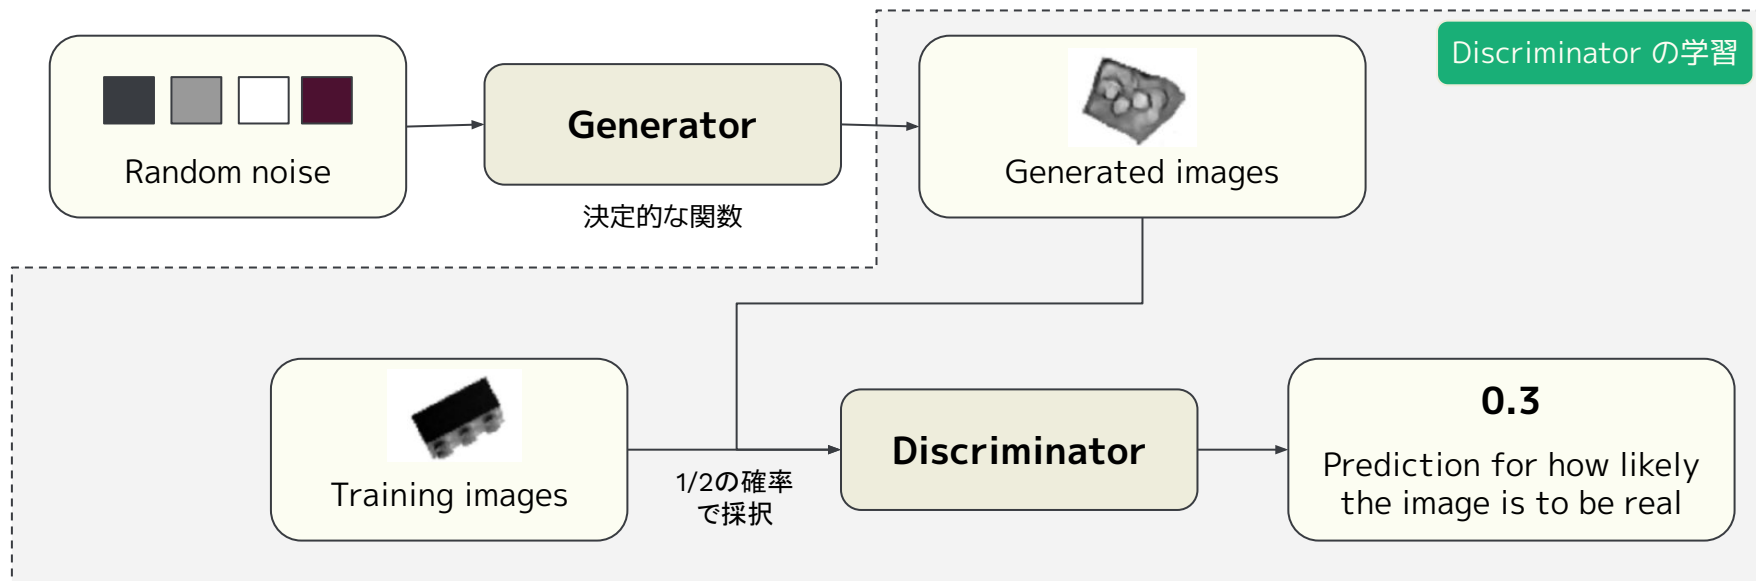 Discriminator の学習
Random noise
Generator
決定的な関数
Generated images
Training images
1/2の確率
で採択
Discriminator
0.3
Prediction for how likely
the image is to be real